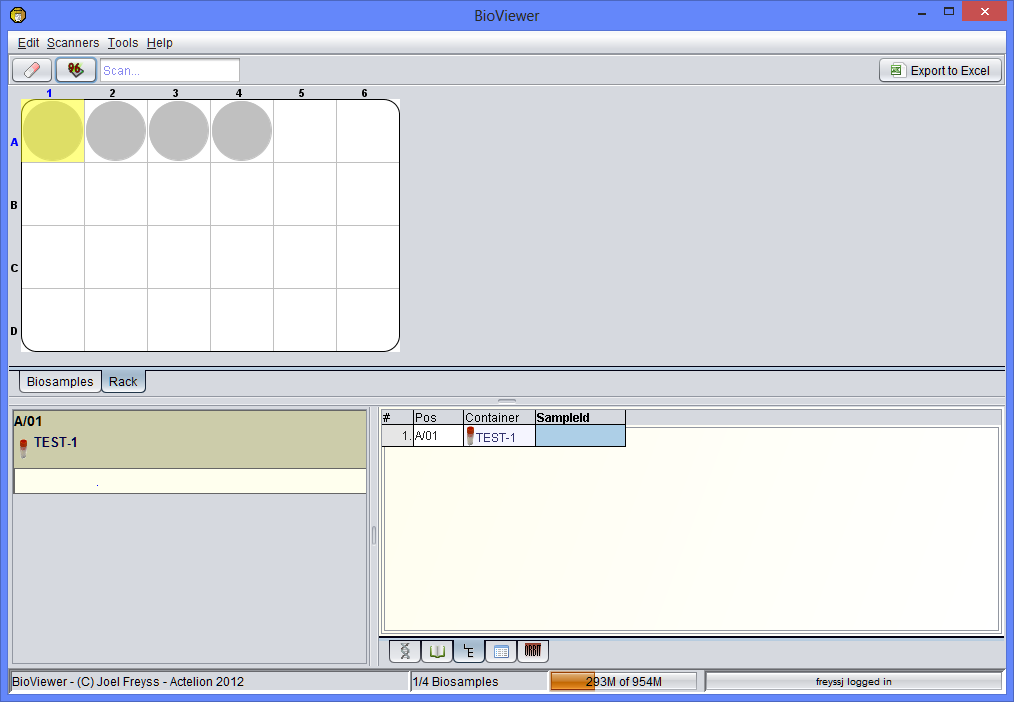 BioViewer
Edit Scanners Tools Help
96 Scan... Export to Excel
1 2 3 4 5 6
A
B
C
D
Biosamples Rack
A/01
TEST-1
.
# Pos Container SampleId
1. A/01 TEST-1
BioViewer - (C) Joel Freyss - Actelion 2012 1/4 Biosamples 293M of 954M freyssj logged in